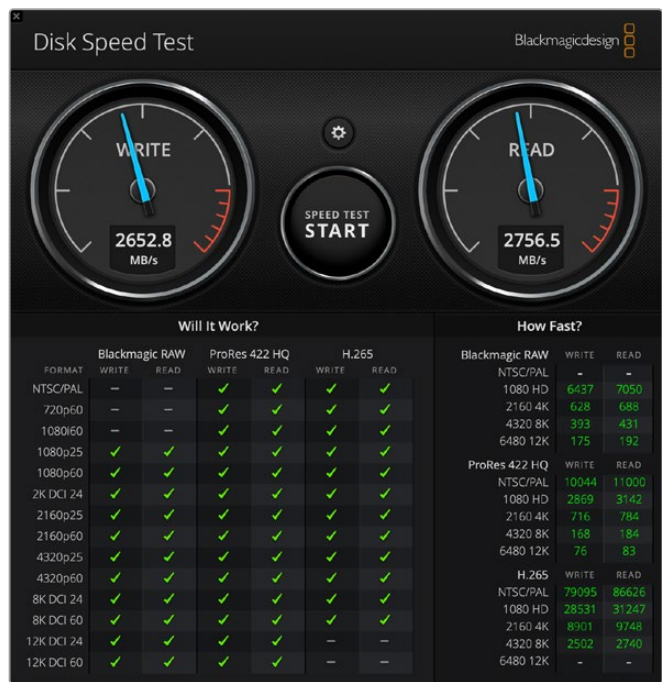 Disk Speed Test
Blackmagicdesign
WRITE
2652.8
MB/s
SPEED TEST
START
READ
2756.5
MB/s
Will It Work?
Blackmagic RAW ProRes 422 HQ H.265
FORMAT WRITE READ WRITE READ WRITE READ
NTSC/PAL – – ✓ ✓ ✓ ✓
720p60 – – ✓ ✓ ✓ ✓
1080i60 – – ✓ ✓ ✓ ✓
1080p25 ✓ ✓ ✓ ✓ ✓ ✓
1080p60 ✓ ✓ ✓ ✓ ✓ ✓
2K DCI 24 ✓ ✓ ✓ ✓ ✓ ✓
2160p25 ✓ ✓ ✓ ✓ ✓ ✓
2160p60 ✓ ✓ ✓ ✓ ✓ ✓
4320p25 ✓ ✓ ✓ ✓ ✓ ✓
4320p60 ✓ ✓ ✓ ✓ ✓ ✓
8K DCI 24 ✓ ✓ ✓ ✓ ✓ ✓
8K DCI 60 ✓ ✓ ✓ ✓ ✓ ✓
12K DCI 24 ✓ ✓ ✓ ✓ – –
12K DCI 60 ✓ ✓ ✓ ✓ – –
How Fast?
Blackmagic RAW WRITE READ
NTSC/PAL - -
1080 HD 6437 7050
2160 4K 628 688
4320 8K 393 431
6480 12K 175 192
ProRes 422 HQ WRITE READ
NTSC/PAL 10044 11000
1080 HD 2869 3142
2160 4K 716 784
4320 8K 168 184
6480 12K 76 83
H.265 WRITE READ
NTSC/PAL 79095 86626
1080 HD 28531 31247
2160 4K 8901 9748
4320 8K 2502 2740
6480 12K - -